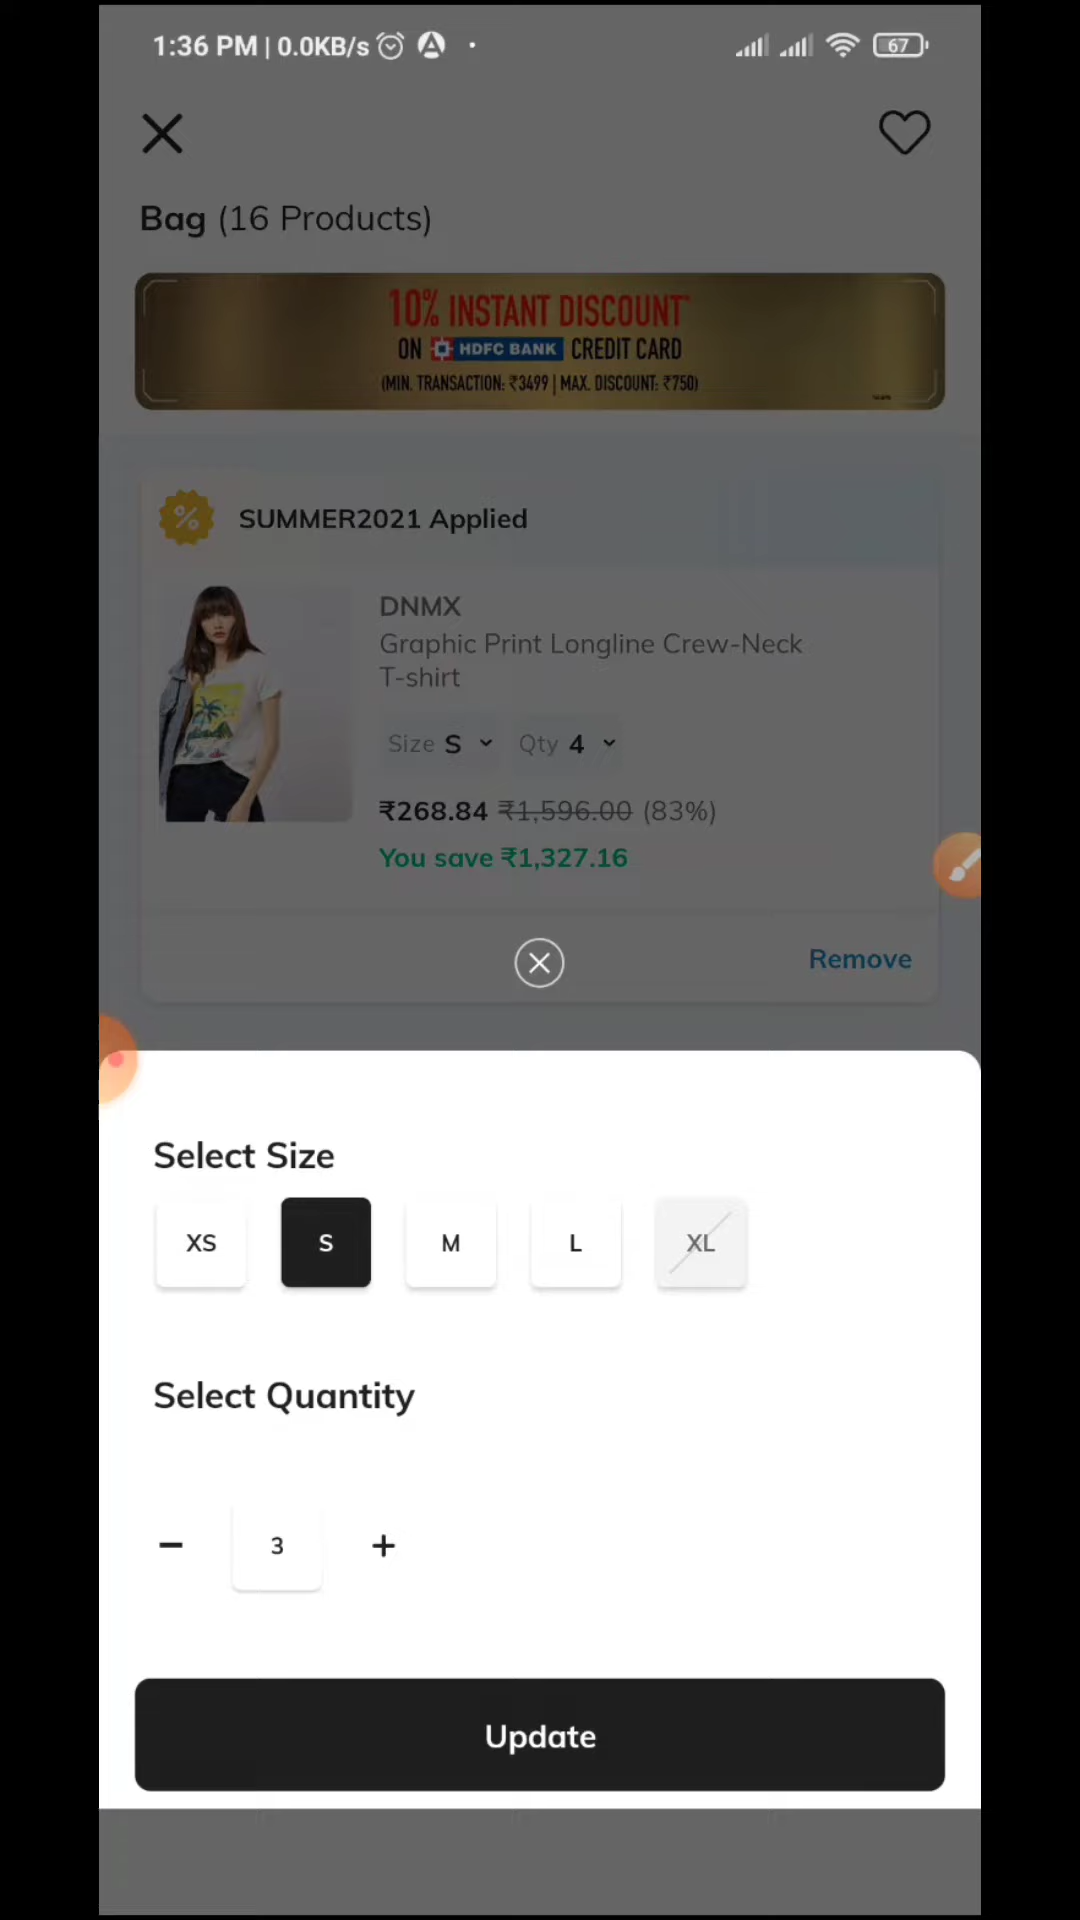 1:36 PM | 0.0KB/s
67
Bag (16 Products)
10% INSTANT DISCOUNT*
ON HDFC BANK CREDIT CARD
(MIN. TRANSACTION: ₹3499 | MAX. DISCOUNT: ₹750)
SUMMER2021 Applied
DNMX
Graphic Print Longline Crew-Neck
T-shirt
Size S Qty 4
₹268.84 ₹1,596.00 (83%)
You save ₹1,327.16
Remove
Select Size
XS S M L XL
Select Quantity
− 3 +
Update